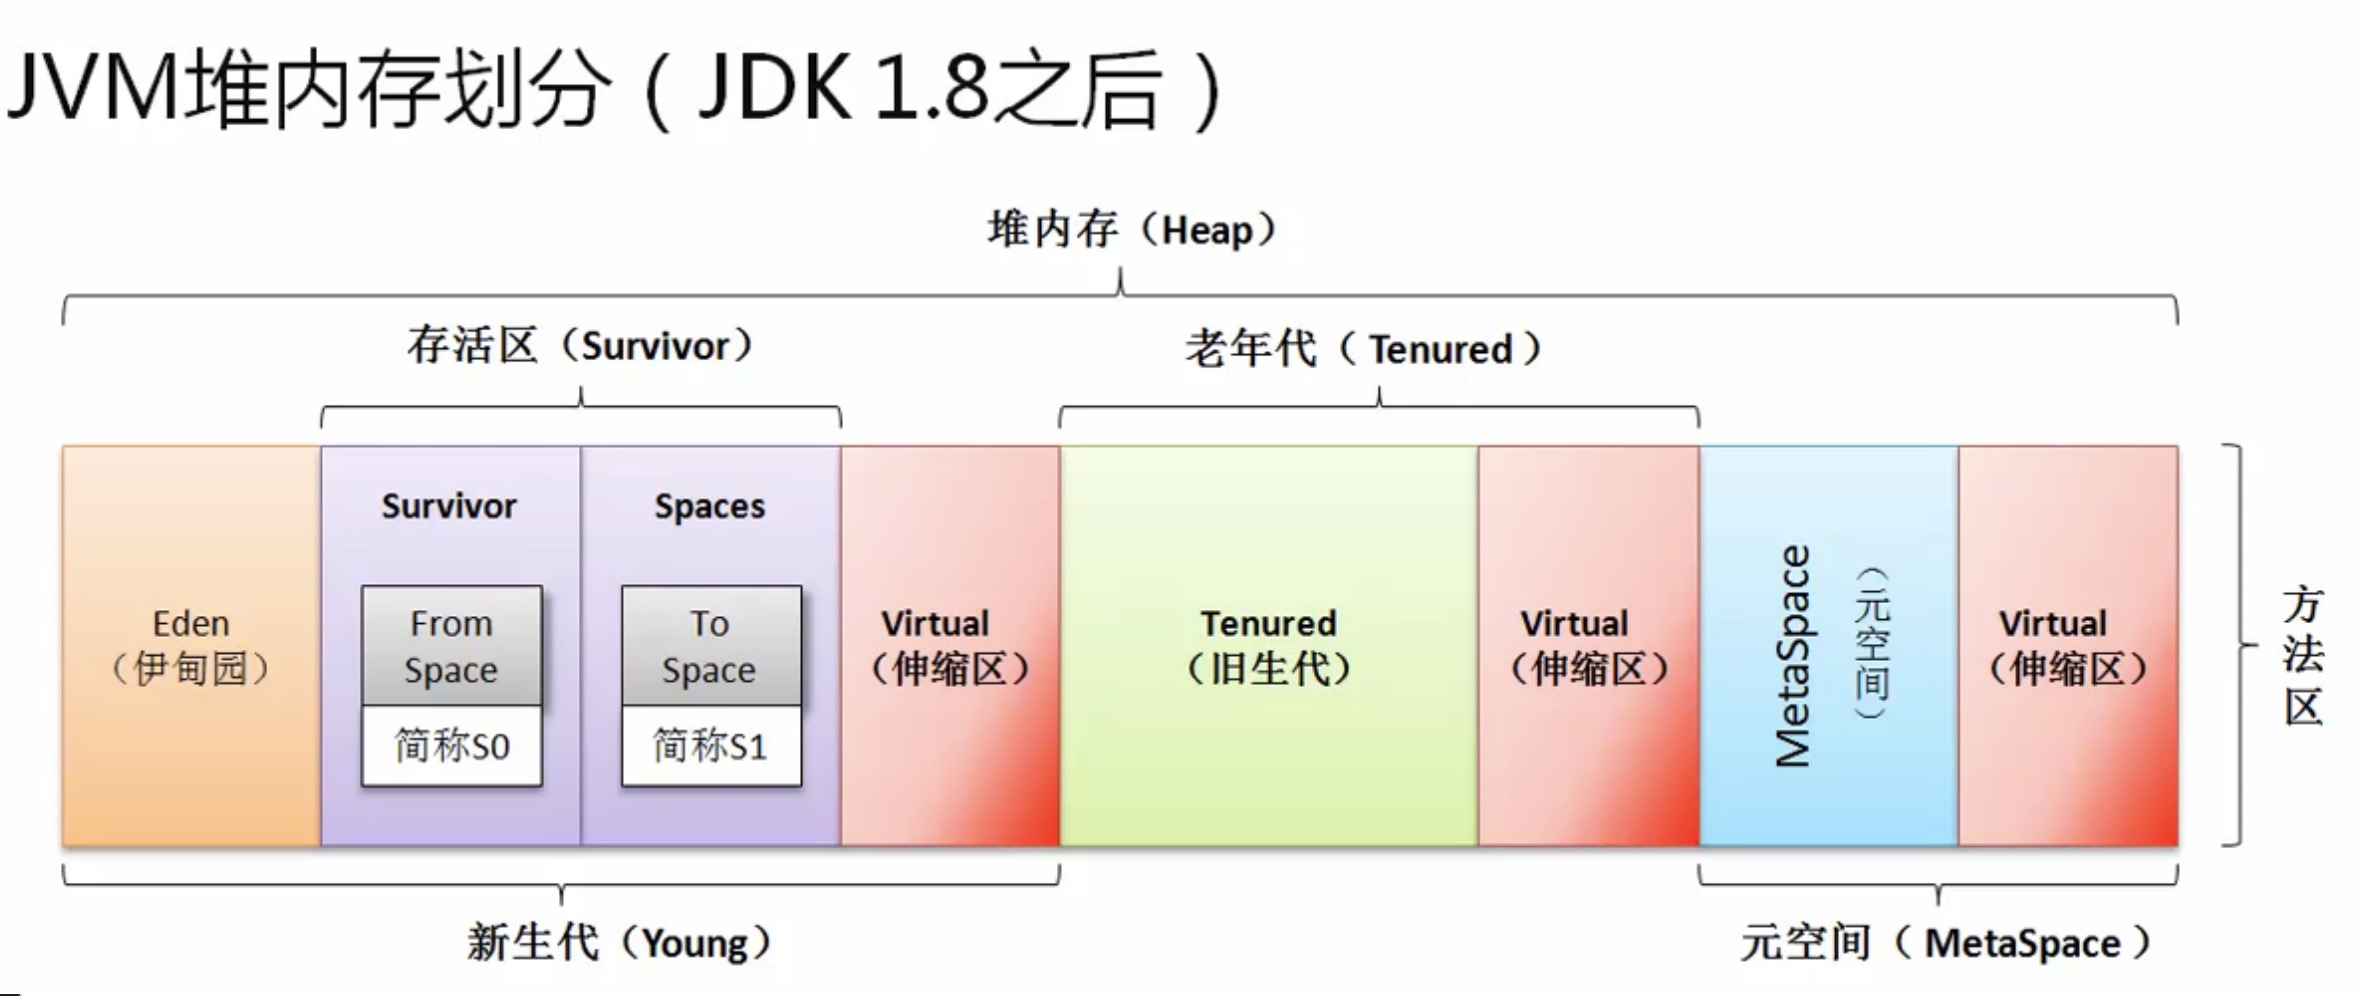 JVM堆内存划分（JDK 1.8之后）
堆内存（Heap）
存活区（Survivor）
老年代（Tenured）
Survivor
Spaces
Eden
（伊甸园）
From
Space
简称S0
To
Space
简称S1
Virtual
（伸缩区）
Tenured
（旧生代）
Virtual
（伸缩区）
MetaSpace
（元空间）
Virtual
（伸缩区）
方法区
新生代（Young）
元空间（MetaSpace）